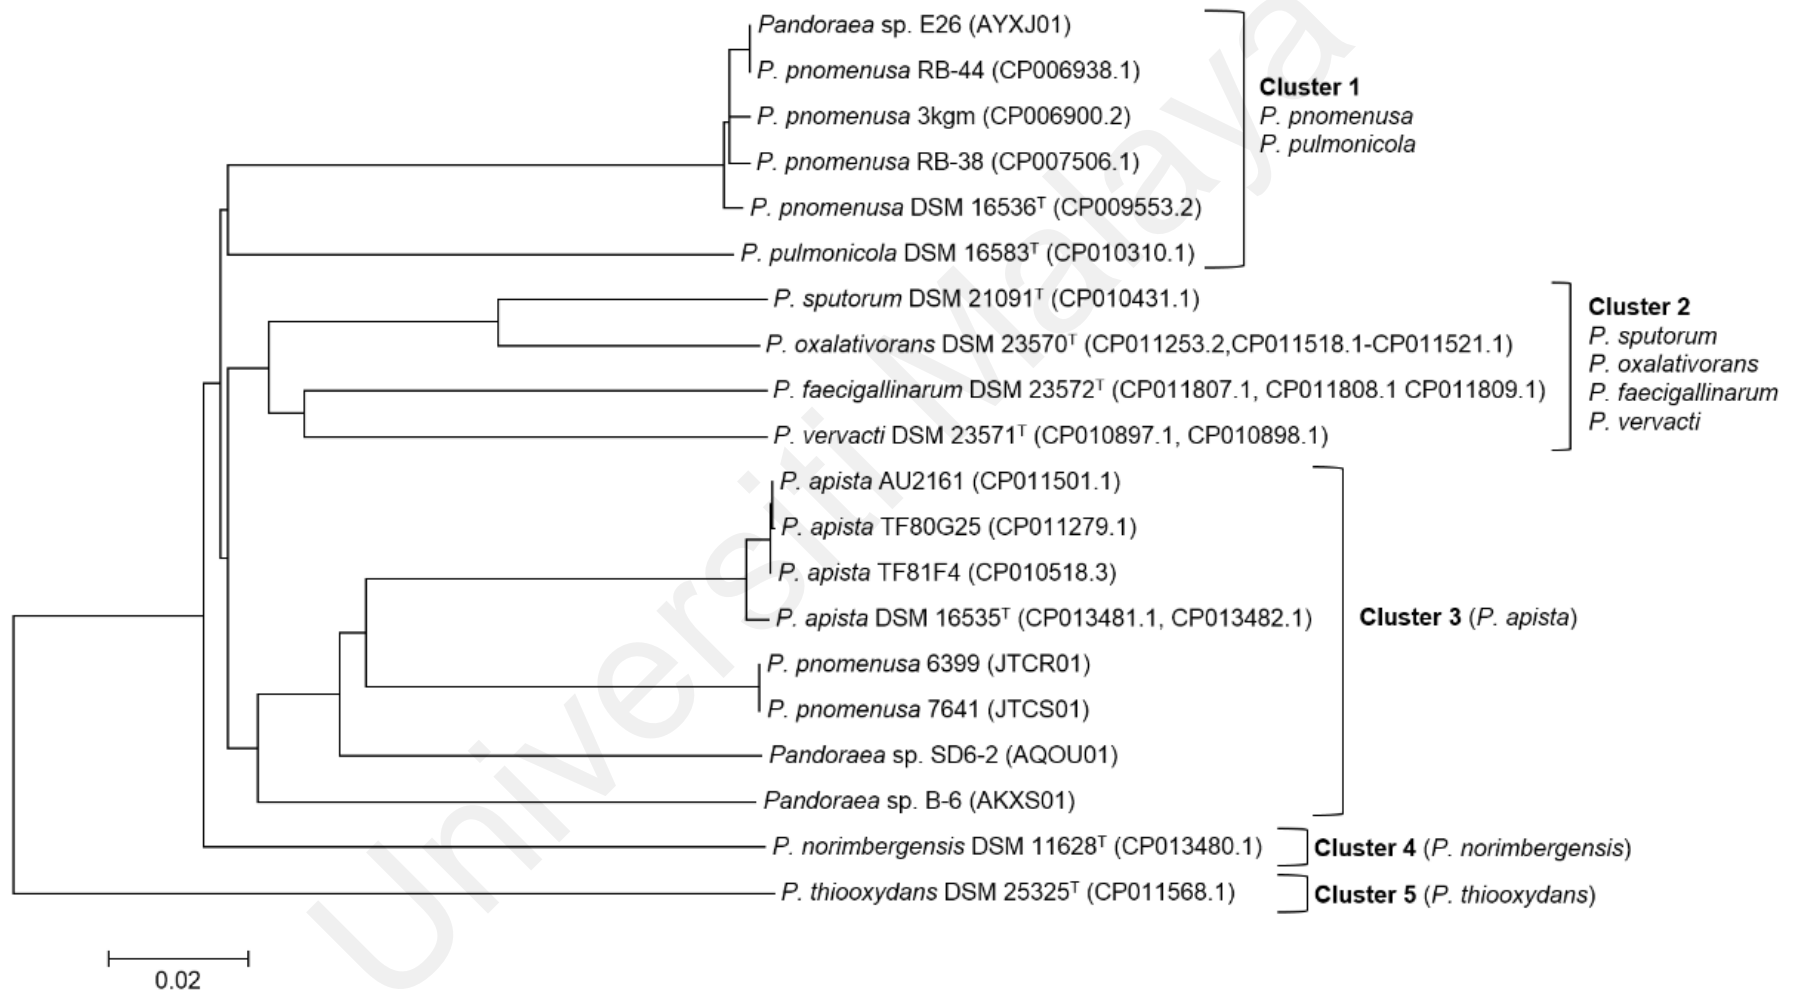 Pandoraea sp. E26 (AYXJ01)
P. pnomenusa RB-44 (CP006938.1)
P. pnomenusa 3kgm (CP006900.2)
P. pnomenusa RB-38 (CP007506.1)
P. pnomenusa DSM 16536ᵀ (CP009553.2)
P. pulmonicola DSM 16583ᵀ (CP010310.1)
Cluster 1
P. pnomenusa
P. pulmonicola
P. sputorum DSM 21091ᵀ (CP010431.1)
P. oxalativorans DSM 23570ᵀ (CP011253.2,CP011518.1-CP011521.1)
P. faecigallinarum DSM 23572ᵀ (CP011807.1, CP011808.1 CP011809.1)
P. vervacti DSM 23571ᵀ (CP010897.1, CP010898.1)
Cluster 2
P. sputorum
P. oxalativorans
P. faecigallinarum
P. vervacti
P. apista AU2161 (CP011501.1)
P. apista TF80G25 (CP011279.1)
P. apista TF81F4 (CP010518.3)
P. apista DSM 16535ᵀ (CP013481.1, CP013482.1)
P. pnomenusa 6399 (JTCR01)
P. pnomenusa 7641 (JTCS01)
Pandoraea sp. SD6-2 (AQOU01)
Pandoraea sp. B-6 (AKXS01)
Cluster 3 (P. apista)
P. norimbergensis DSM 11628ᵀ (CP013480.1)
Cluster 4 (P. norimbergensis)
P. thiooxydans DSM 25325ᵀ (CP011568.1)
Cluster 5 (P. thiooxydans)
0.02
Universiti Malaya